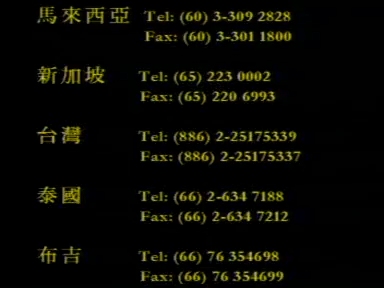 馬來西亞 Tel: (60) 3-309 2828
Fax: (60) 3-301 1800
新加坡 Tel: (65) 223 0002
Fax: (65) 220 6993
台灣 Tel: (886) 2-25175339
Fax: (886) 2-25175337
泰國 Tel: (66) 2-634 7188
Fax: (66) 2-634 7212
布吉 Tel: (66) 76 354698
Fax: (66) 76 354699